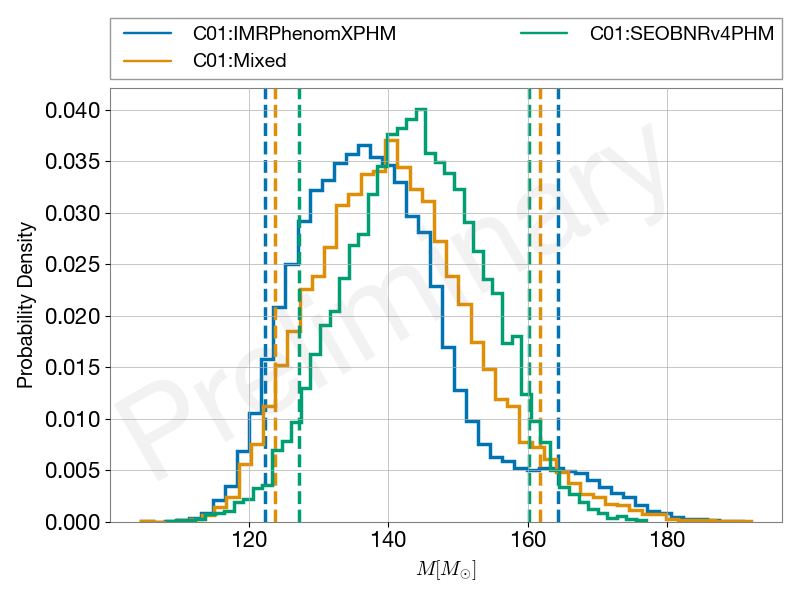 C01:IMRPhenomXPHM
C01:Mixed
C01:SEOBNRv4PHM
0.040
0.035
0.030
0.025
0.020
0.015
0.010
0.005
0.000
Probability Density
Preliminary
120 140 160 180
M[M☉]